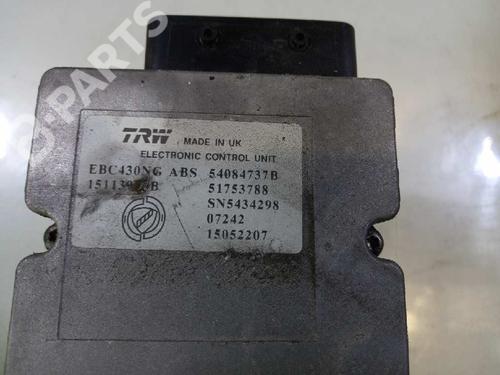 B-PARTS
TRW MADE IN UK
ELECTRONIC CONTROL UNIT
EBC430NG ABS 54084737B
51753788
SN5434298
07242
15052207